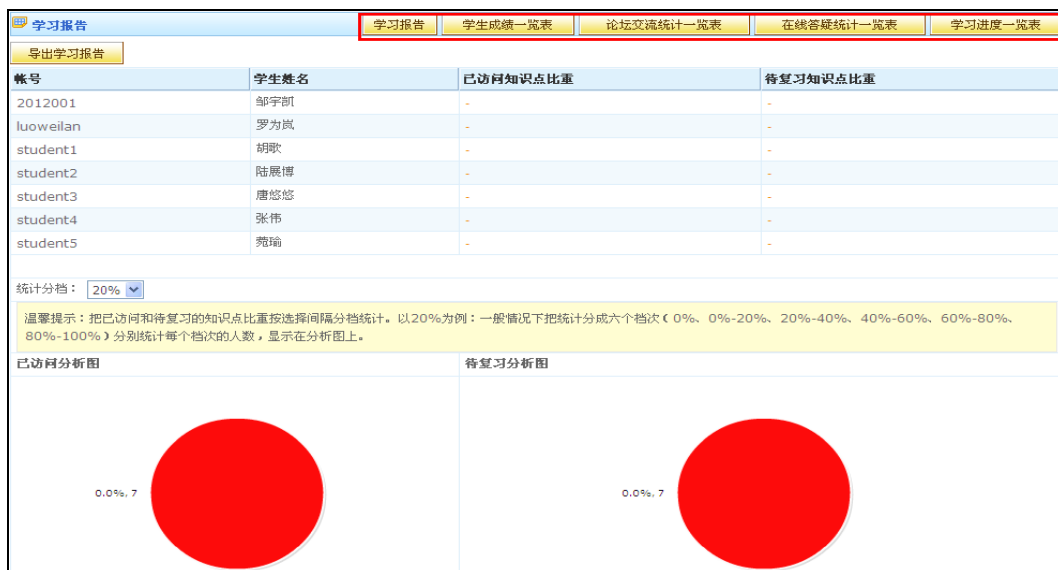 学习报告 学习报告 学生成绩一览表 论坛交流统计一览表 在线答疑统计一览表 学习进度一览表
导出学习报告
帐号 学生姓名 已访问知识点比重 待复习知识点比重
2012001 邹宇凯 - -
luoweilan 罗为岚 - -
student1 胡歌 - -
student2 陆展博 - -
student3 唐悠悠 - -
student4 张伟 - -
student5 菀瑜 - -
统计分档： 20%
温馨提示：把已访问和待复习的知识点比重按选择间隔分档统计。以20%为例：一般情况下把统计分成六个档次（0%、0%-20%、20%-40%、40%-60%、60%-80%、
80%-100%）分别统计每个档次的人数，显示在分析图上。
已访问分析图 待复习分析图
0.0%, 7 0.0%, 7